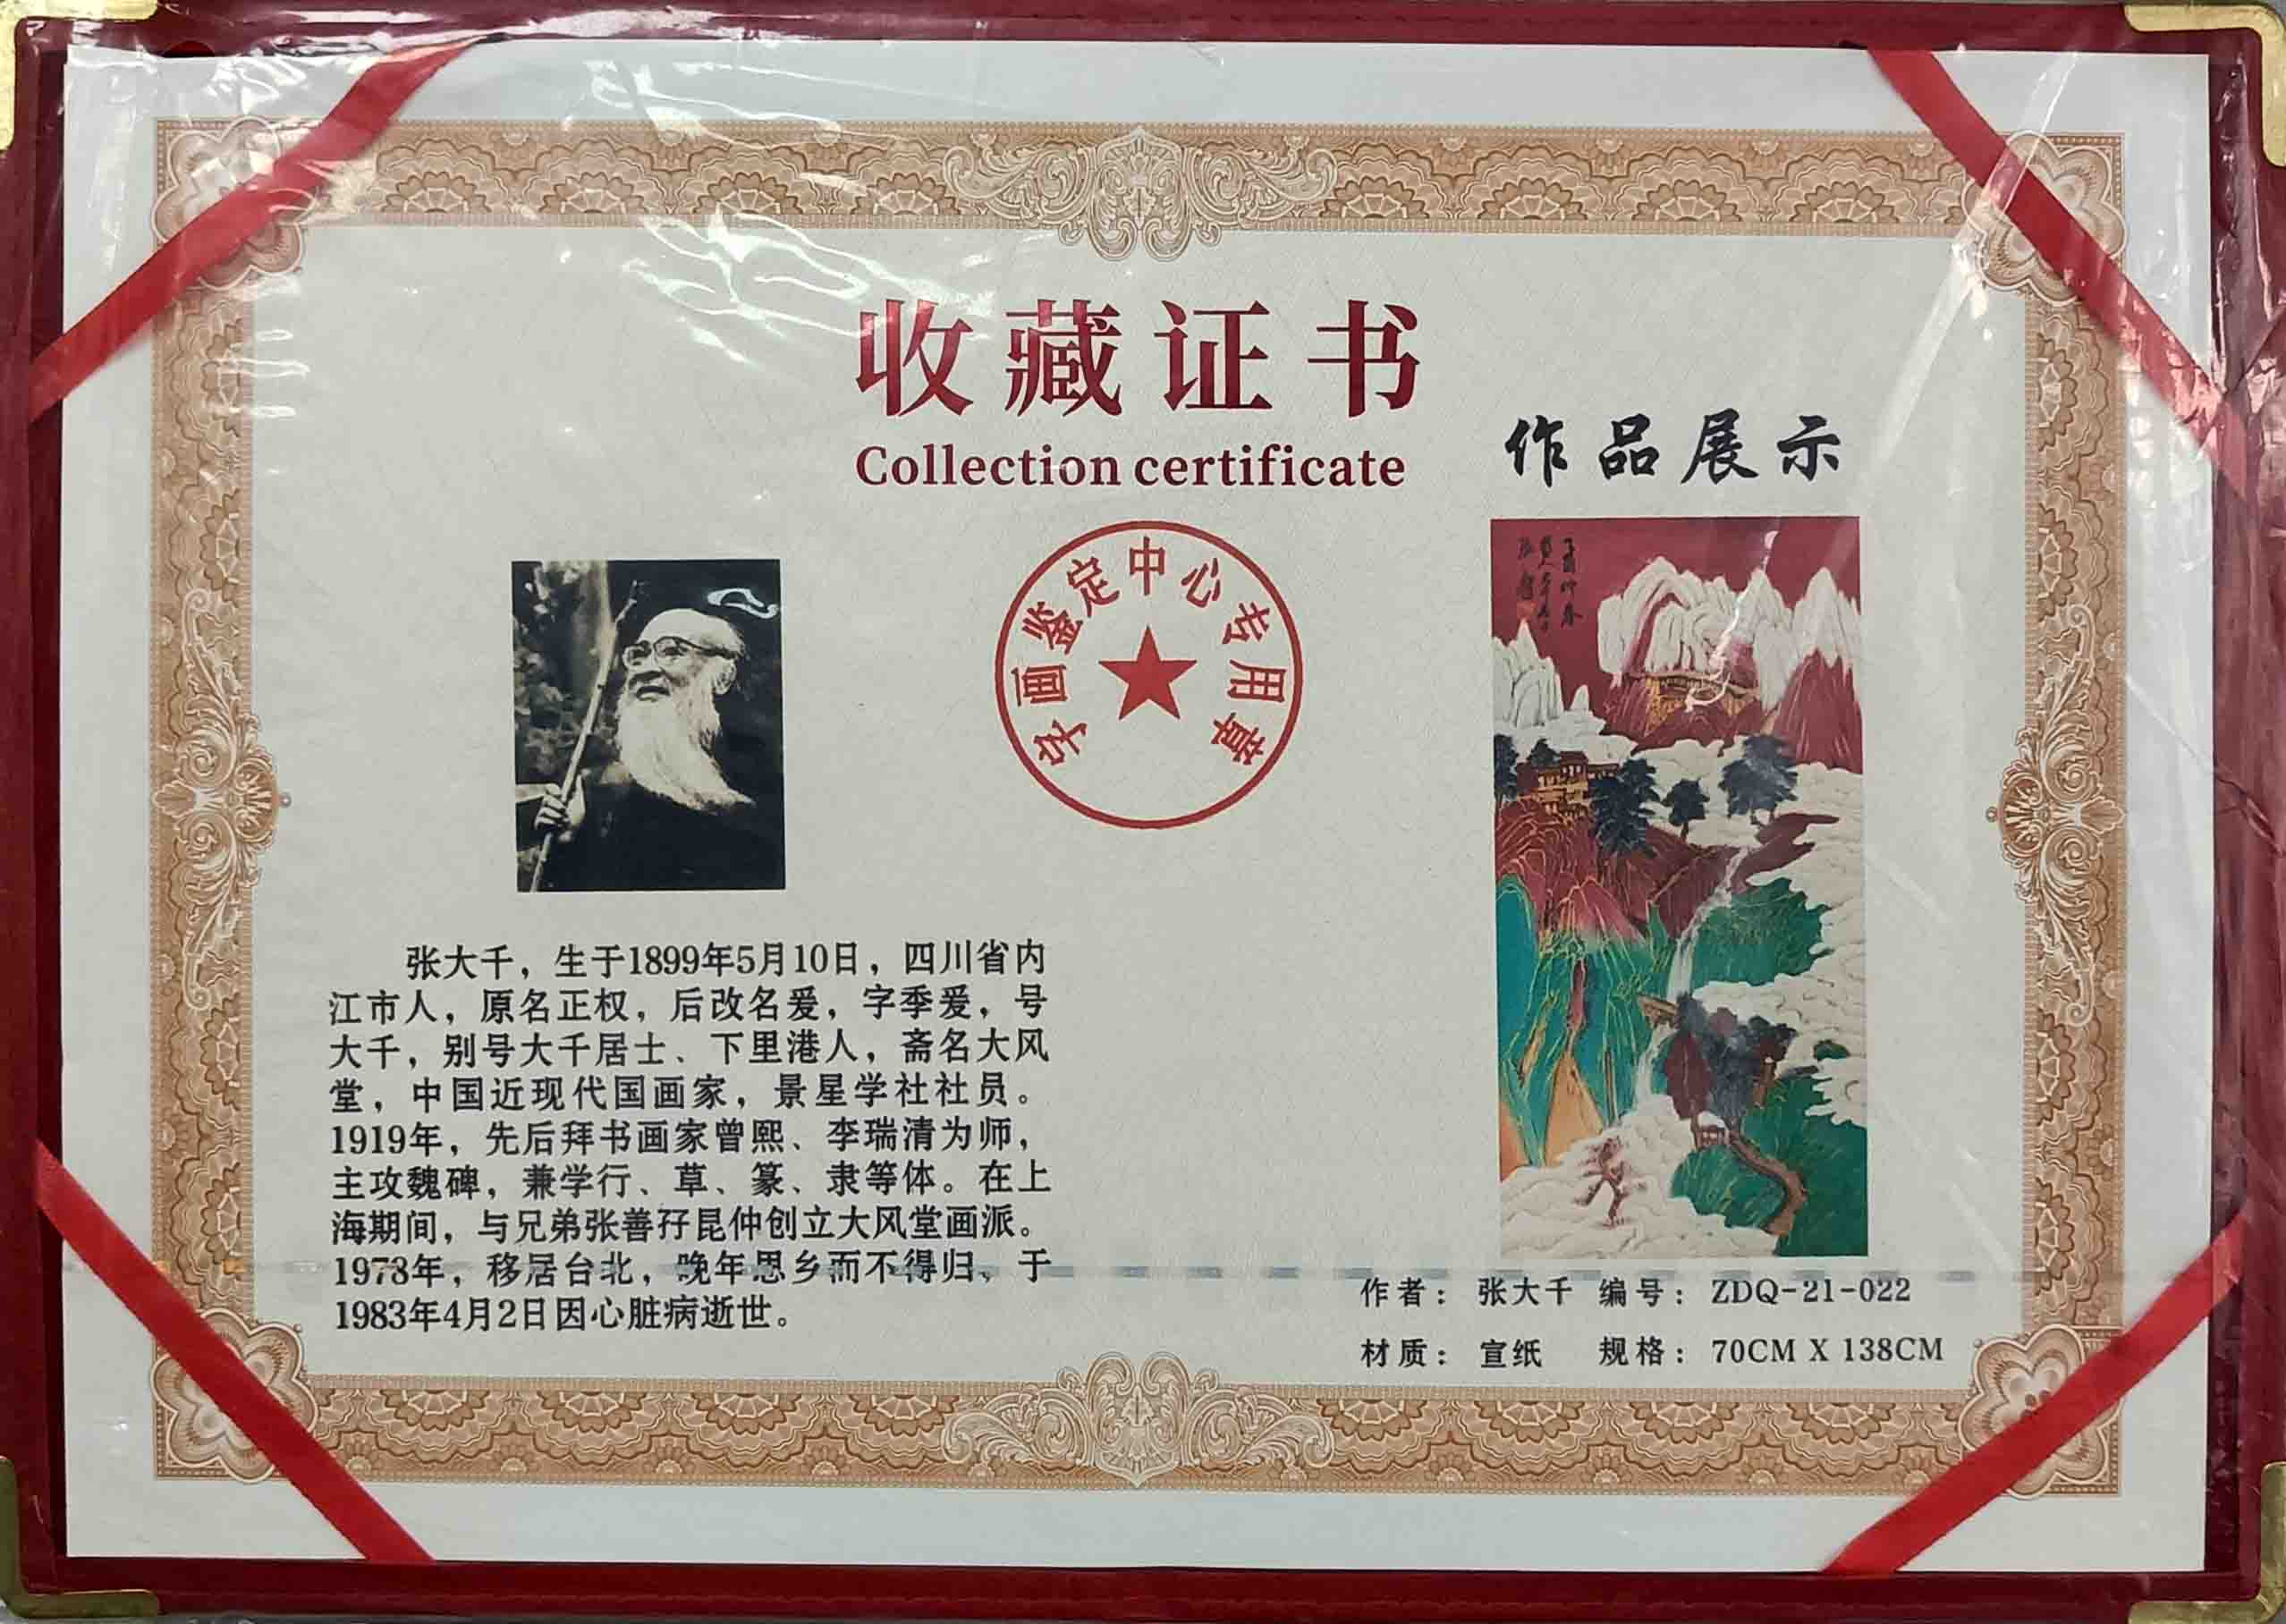 收藏证书
Collection certificate
作品展示
字画鉴定中心专用章
张大千，生于1899年5月10日，四川省内
江市人，原名正权，后改名爰，字季爰，号
大千，别号大千居士、下里港人，斋名大风
堂，中国近现代国画家，景星学社社员。
1919年，先后拜书画家曾熙、李瑞清为师，
主攻魏碑，兼学行、草、篆、隶等体。在上
海期间，与兄弟张善孖昆仲创立大风堂画派。
1978年，移居台北，晚年思乡而不得归，于
1983年4月2日因心脏病逝世。
作者：张大千 编号：ZDQ-21-022
材质：宣纸 规格：70CM X 138CM